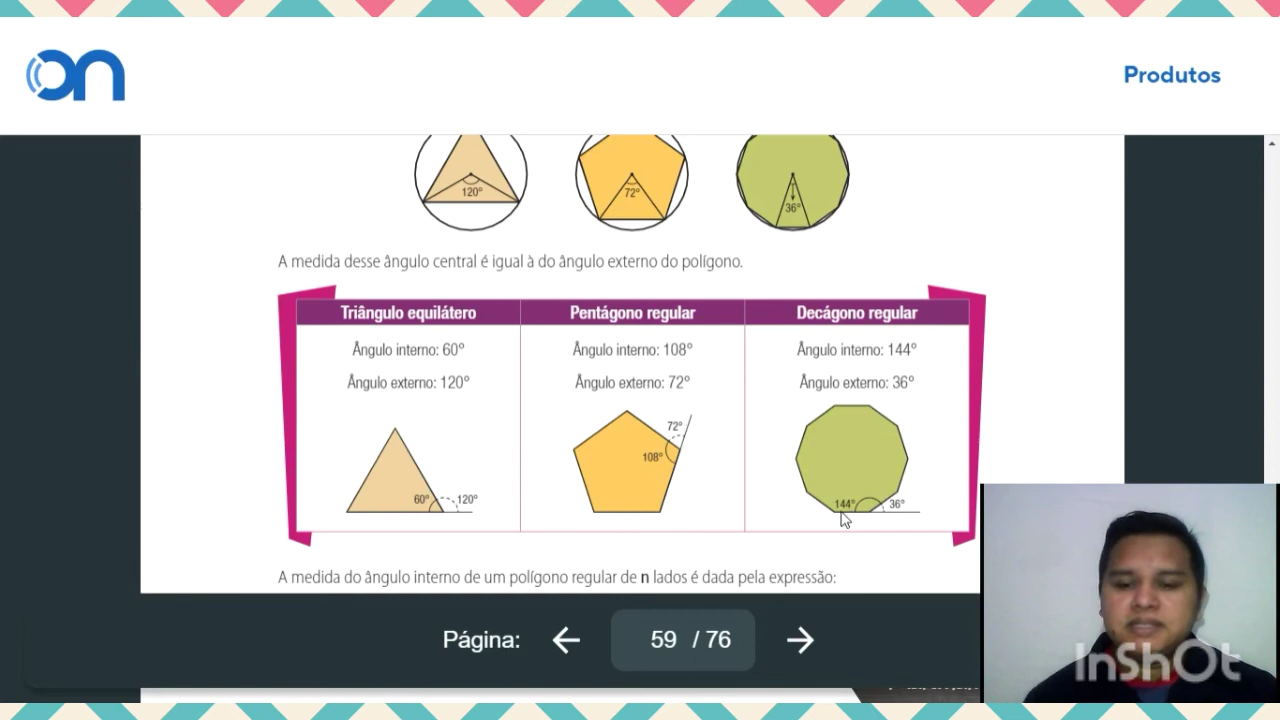 on
Produtos
120°
72°
36°
A medida desse ângulo central é igual à do ângulo externo do polígono.
Triângulo equilátero
Pentágono regular
Decágono regular
Ângulo interno: 60°
Ângulo interno: 108°
Ângulo interno: 144°
Ângulo externo: 120°
Ângulo externo: 72°
Ângulo externo: 36°
60°
120°
72°
108°
144°
36°
A medida do ângulo interno de um polígono regular de n lados é dada pela expressão:
Página:
59 / 76
InShOt